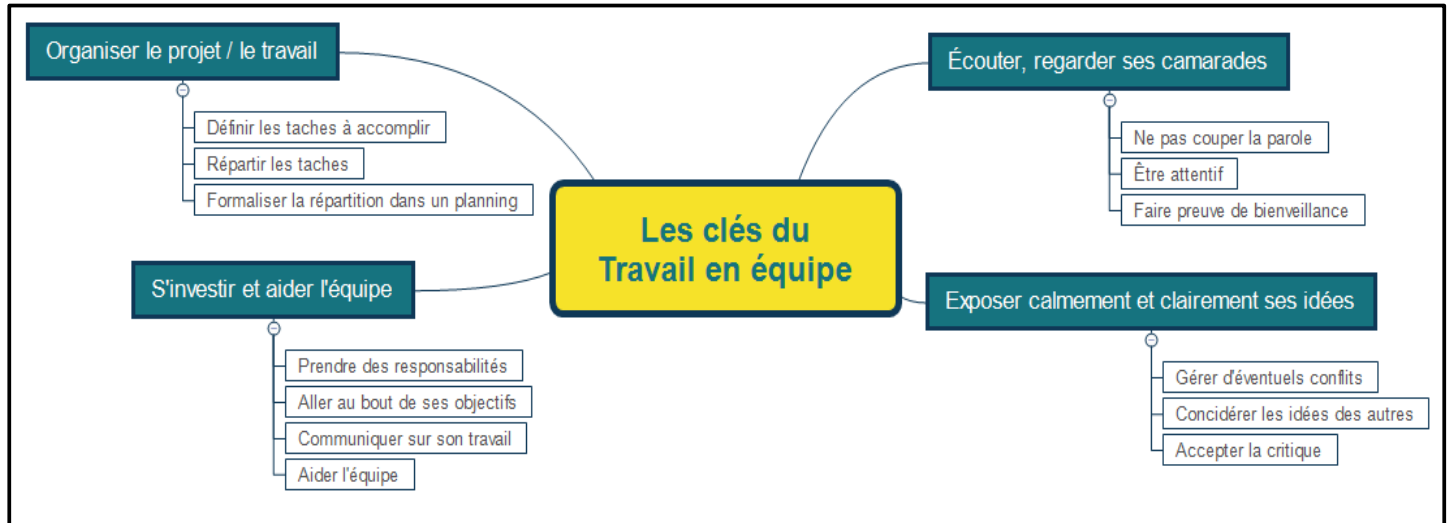 Organiser le projet / le travail
Définir les taches à accomplir
Répartir les taches
Formaliser la répartition dans un planning
Écouter, regarder ses camarades
Ne pas couper la parole
Être attentif
Faire preuve de bienveillance
Les clés du
Travail en équipe
S'investir et aider l'équipe
Prendre des responsabilités
Aller au bout de ses objectifs
Communiquer sur son travail
Aider l'équipe
Exposer calmement et clairement ses idées
Gérer d'éventuels conflits
Concidérer les idées des autres
Accepter la critique